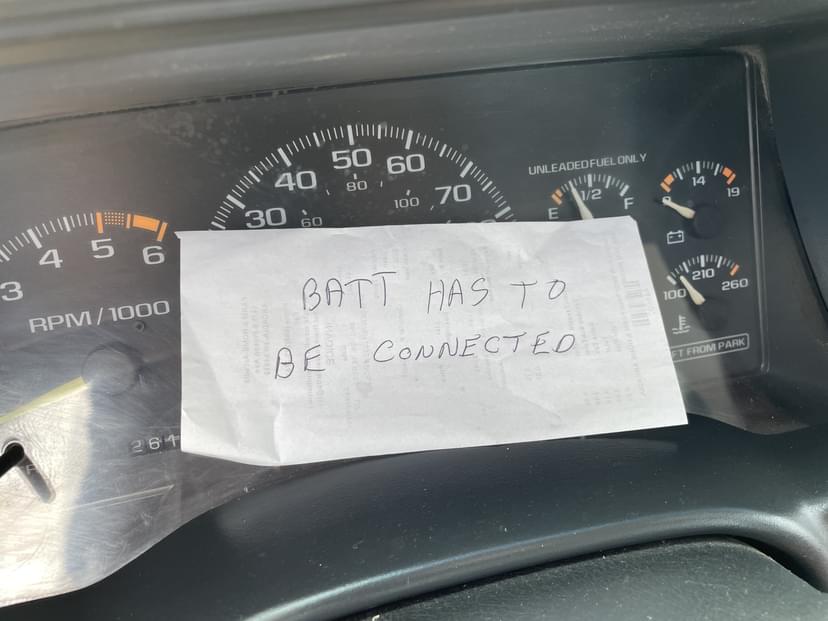 50
40 60
80
30 60 100 70
5
4 6
3
RPM/1000
UNLEADED FUEL ONLY
1/2
E F
14
19
210
100 260
FT FROM PARK
BATT HAS TO
BE CONNECTED